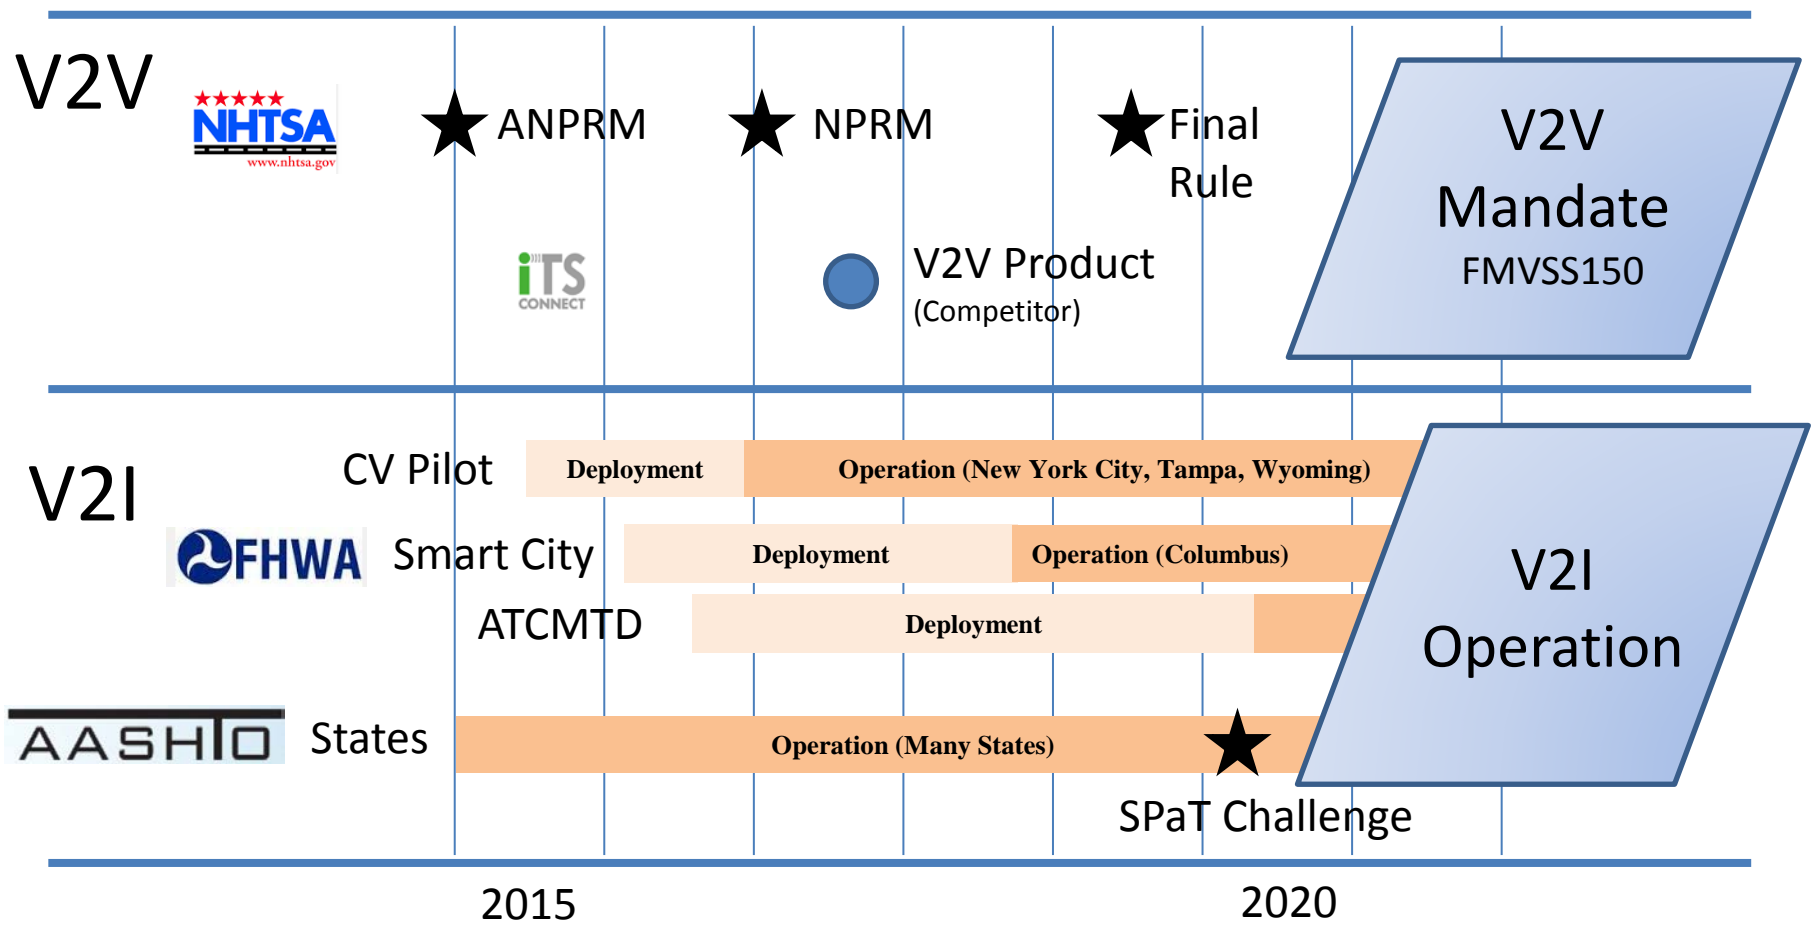 V2V
NHTSA
www.nhtsa.gov
ANPRM
NPRM
Final
Rule
V2V
Mandate
FMVSS150
iTS
CONNECT
V2V Product
(Competitor)
V2I
CV Pilot
Deployment
Operation (New York City, Tampa, Wyoming)
FHWA
Smart City
Deployment
Operation (Columbus)
ATCMTD
Deployment
V2I
Operation
AASHTO
States
Operation (Many States)
SPaT Challenge
2015
2020